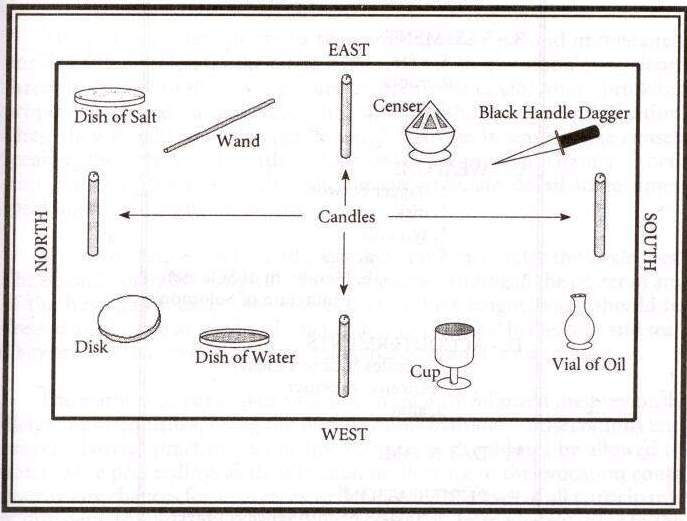 EAST
Dish of Salt
Wand
Censer
Black Handle Dagger
NORTH
Candles
SOUTH
Disk
Dish of Water
Cup
Vial of Oil
WEST